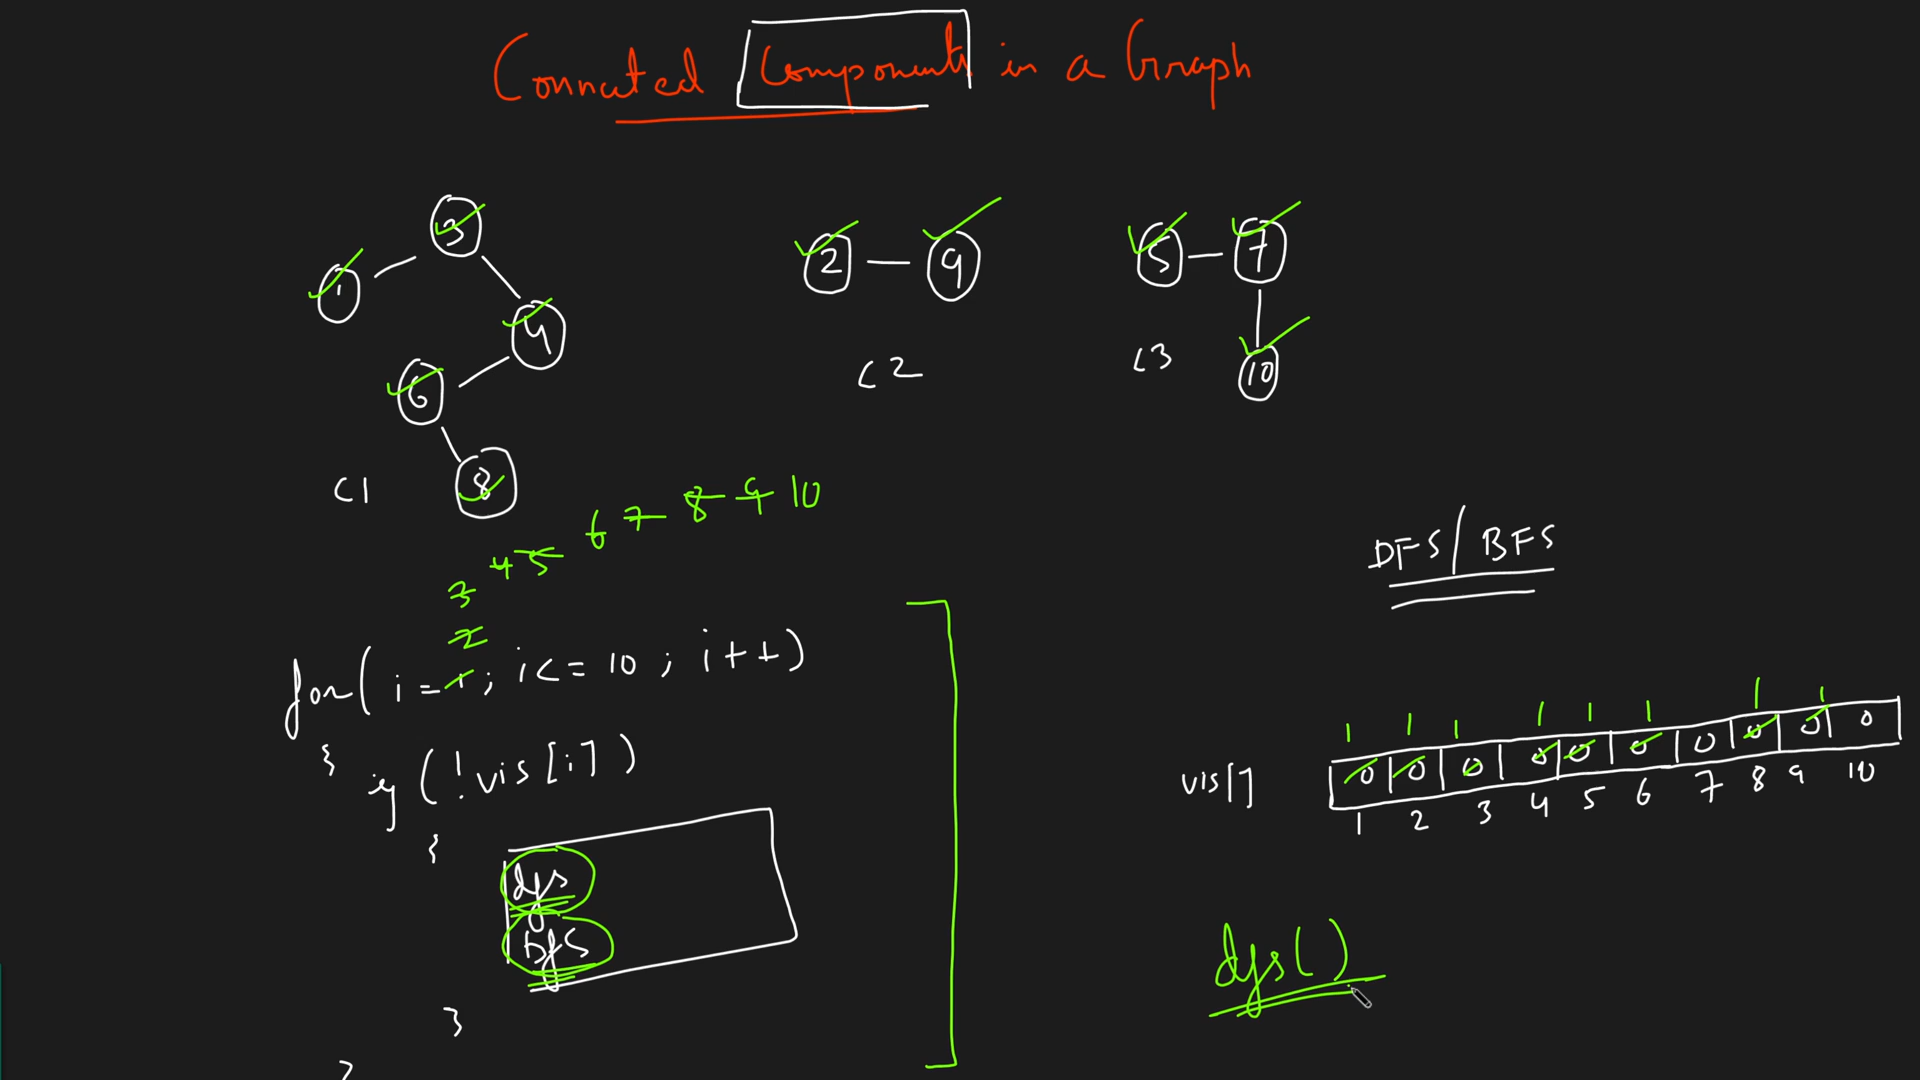 Connected Components in a Graph
3
1
2 9
5 7
4
6
10
C2
C3
8
C1
3 4 5 6 7 8 9 10
2
DFS/BFS
for( i=1; i<=10; i++)
{
if (!vis[i])
{
dfs
bfs
}
}
1 1 1 1 1 1 1 1
vis[] 0 0 0 0 0 0 0 0 0 0
1 2 3 4 5 6 7 8 9 10
dfs()